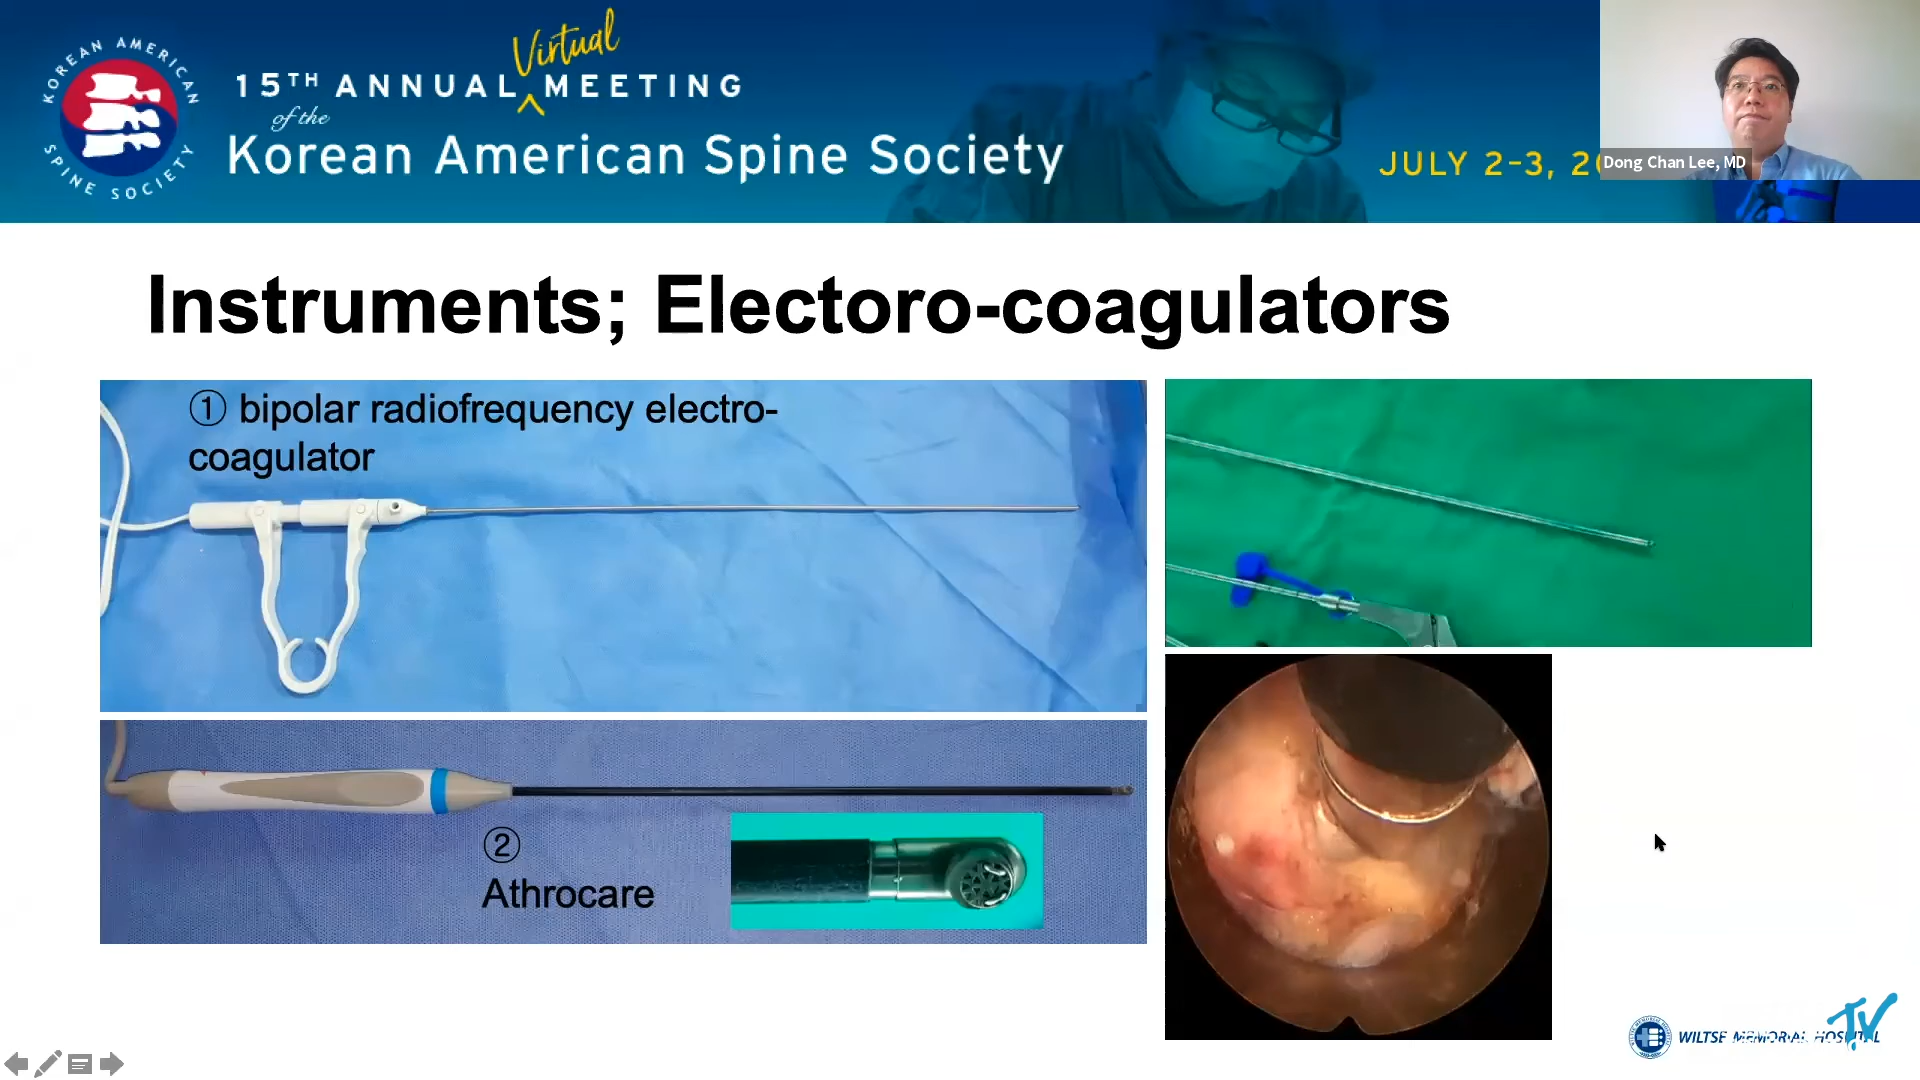 KOREAN AMERICAN
SPINE SOCIETY
Virtual
15TH ANNUAL MEETING
of the
Korean American Spine Society
JULY 2-3, 2
Dong Chan Lee, MD
Instruments; Electoro-coagulators
① bipolar radiofrequency electro-
coagulator
②
Athrocare
TV
WILTSE MEMORIAL HOSPITAL